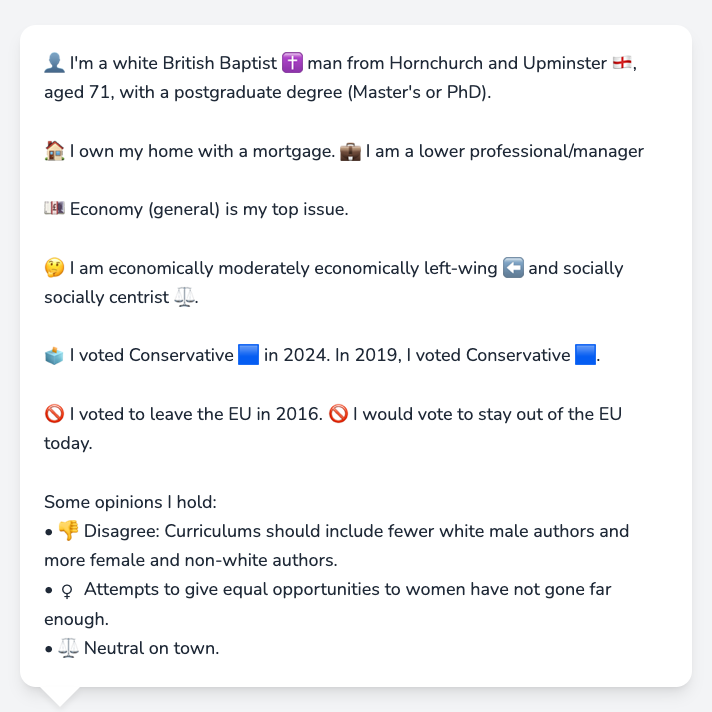 👤 I'm a white British Baptist ✝️ man from Hornchurch and Upminster 🏴󠁧󠁢󠁥󠁮󠁧󠁿,
aged 71, with a postgraduate degree (Master's or PhD).
🏠 I own my home with a mortgage. 💼 I am a lower professional/manager
💷 Economy (general) is my top issue.
🤔 I am economically moderately economically left-wing ⬅️ and socially
socially centrist ⚖️.
🗳️ I voted Conservative 🟦 in 2024. In 2019, I voted Conservative 🟦.
🚫 I voted to leave the EU in 2016. 🚫 I would vote to stay out of the EU
today.
Some opinions I hold:
• 👎 Disagree: Curriculums should include fewer white male authors and
more female and non-white authors.
• ♀ Attempts to give equal opportunities to women have not gone far
enough.
• ⚖️ Neutral on town.